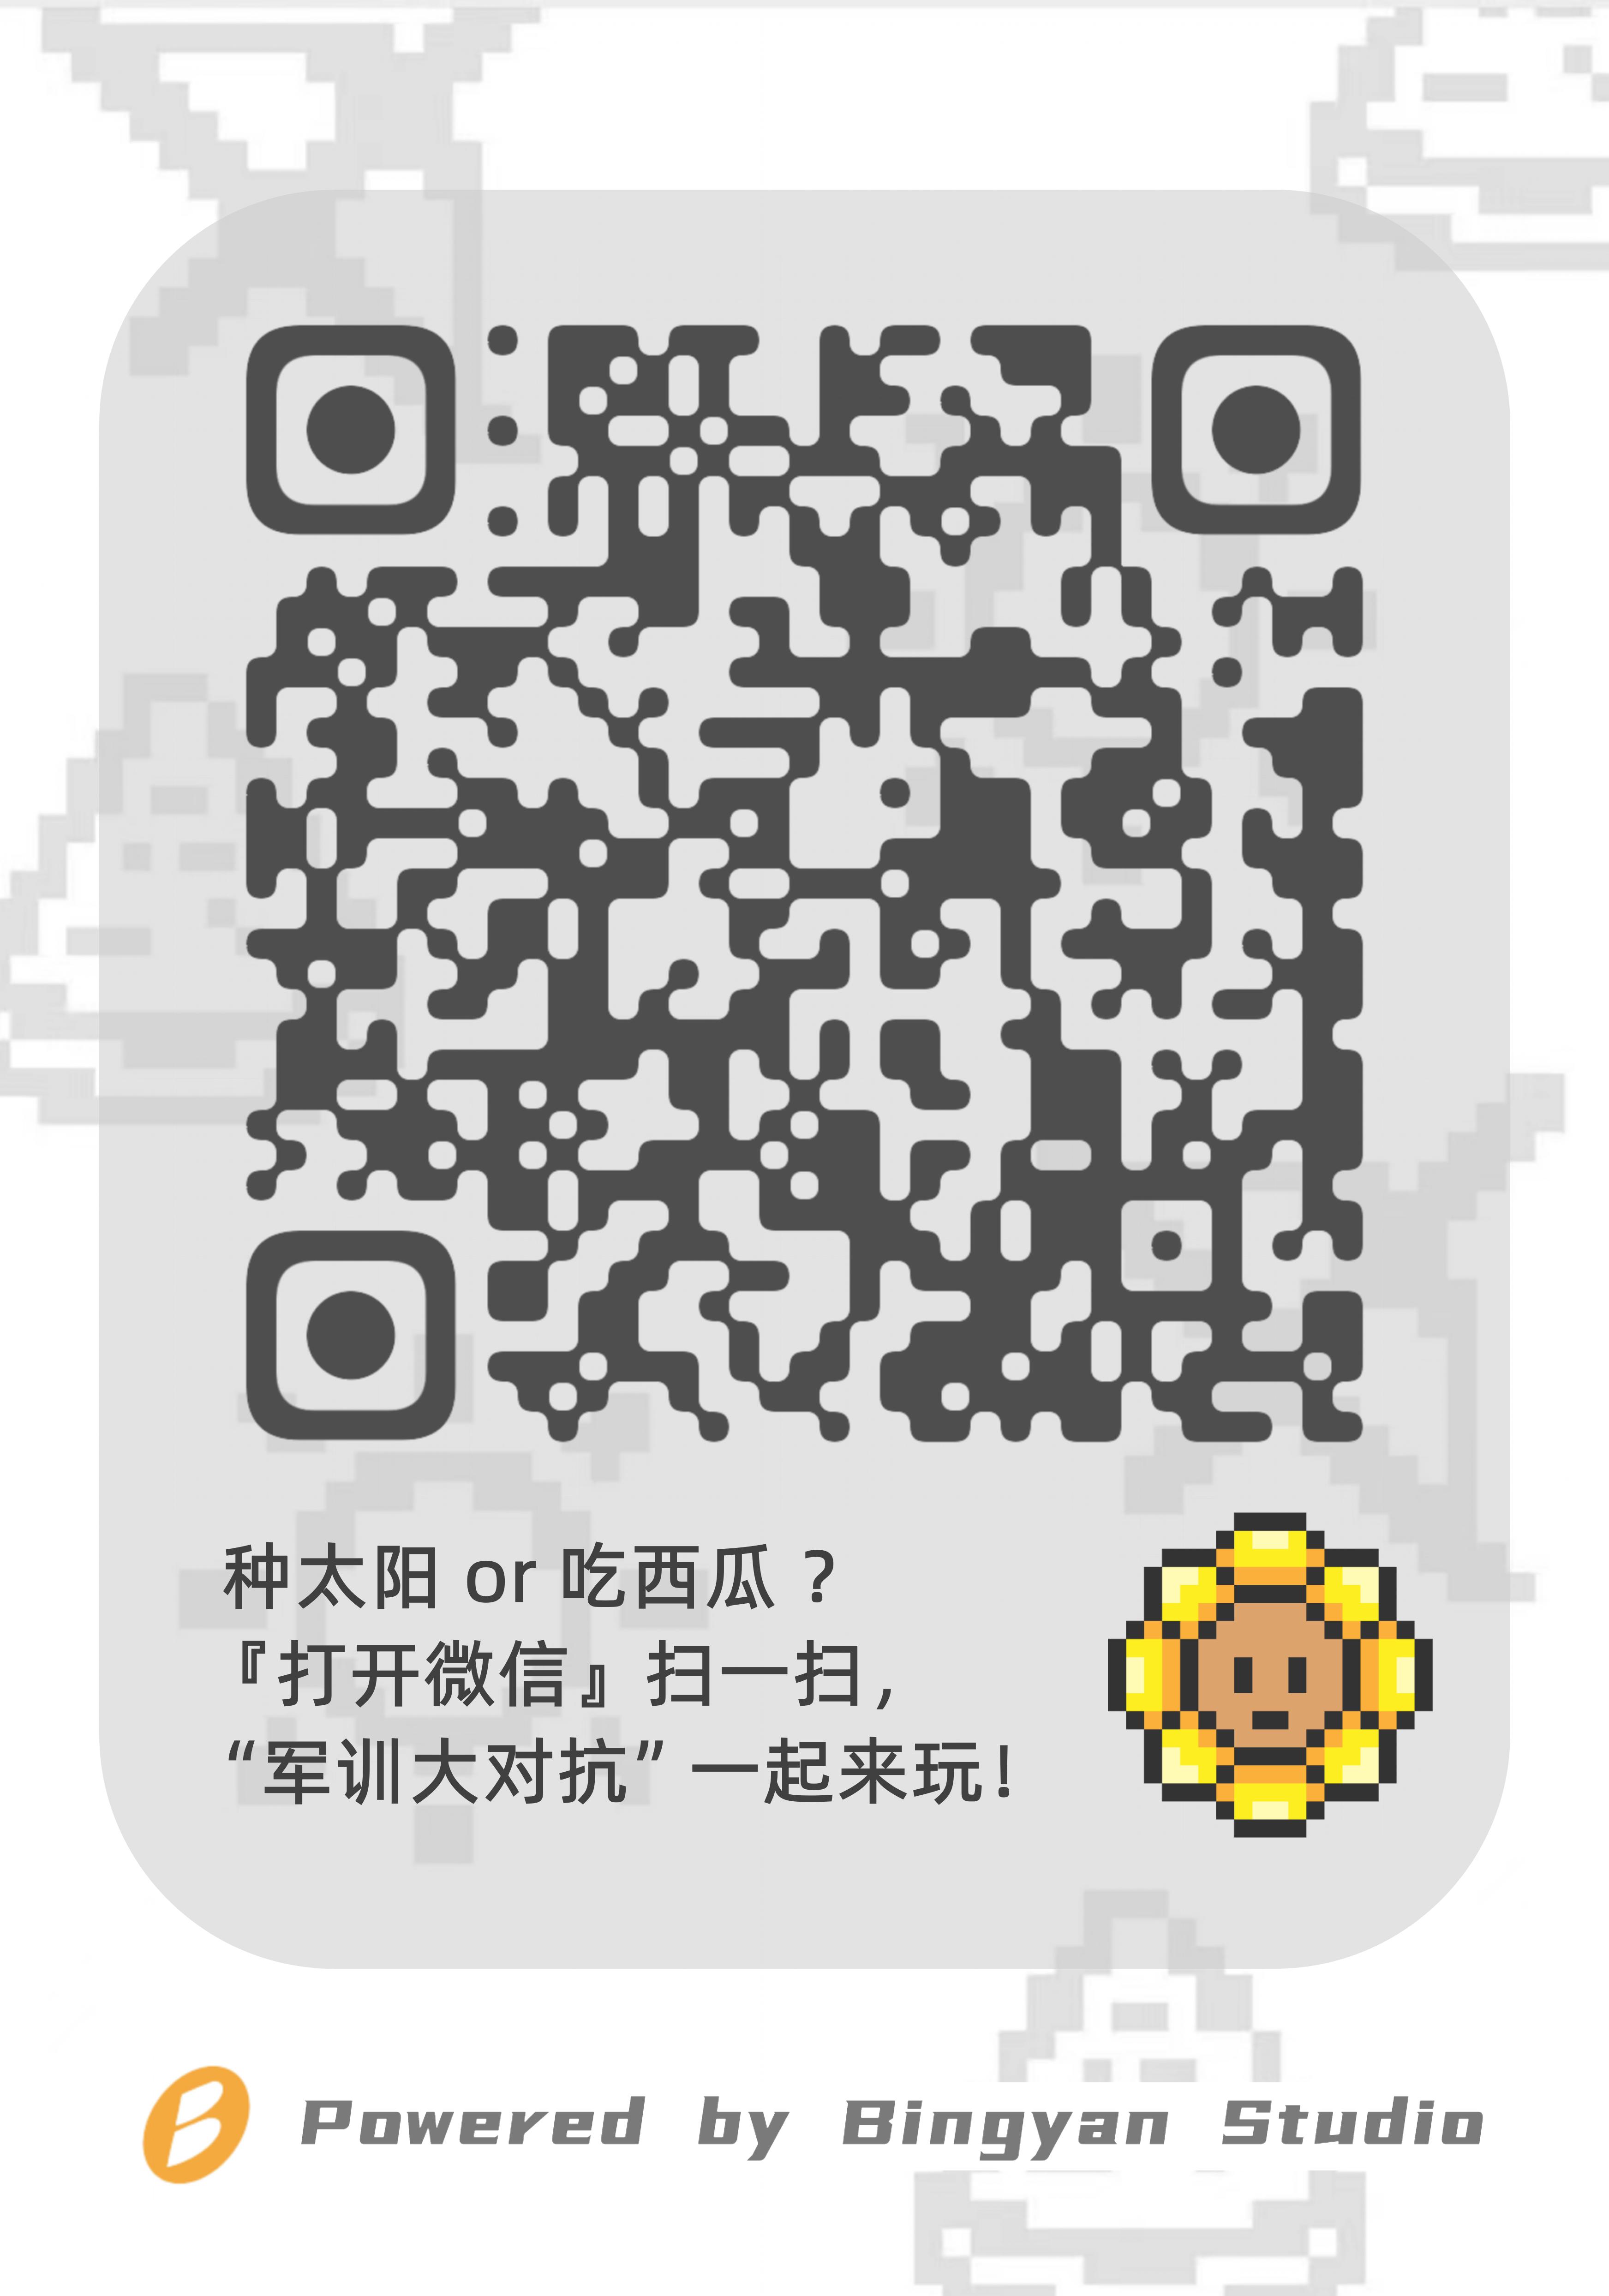 种太阳 or 吃西瓜？
『打开微信』扫一扫，
“军训大对抗”一起来玩！
Powered by Bingyan Studio